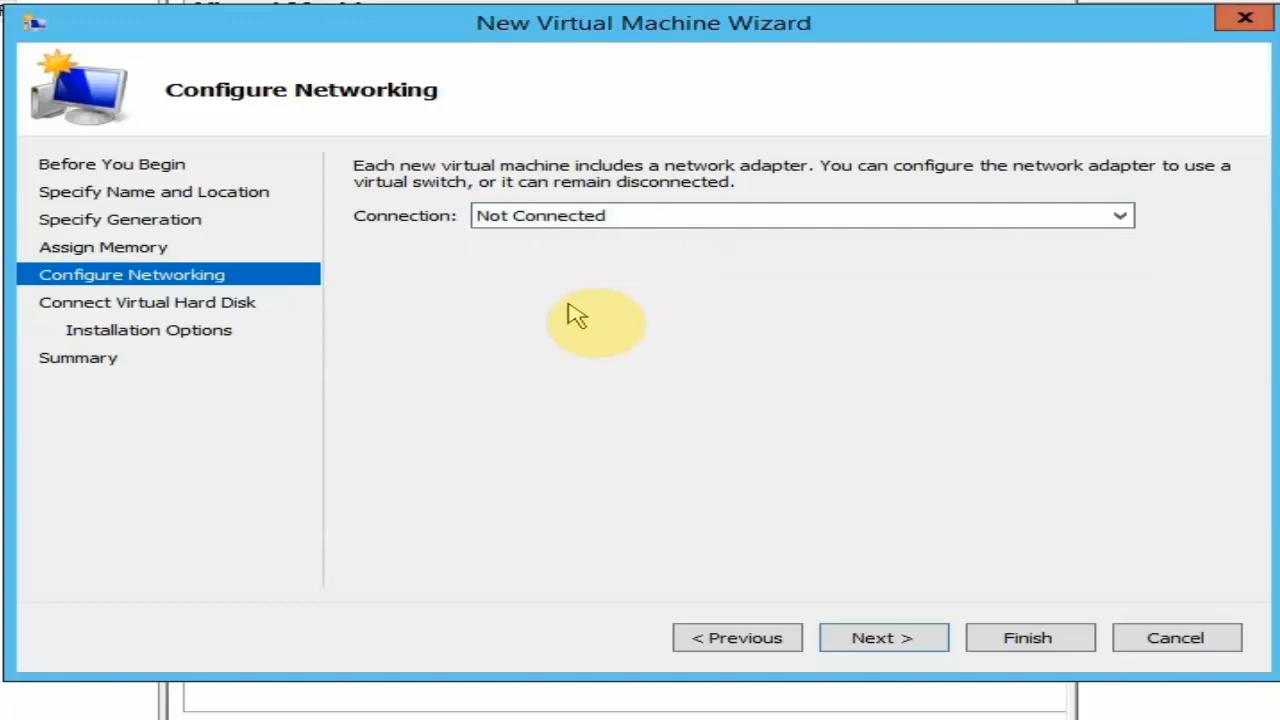 New Virtual Machine Wizard
Configure Networking
Before You Begin
Specify Name and Location
Specify Generation
Assign Memory
Configure Networking
Connect Virtual Hard Disk
Installation Options
Summary
Each new virtual machine includes a network adapter. You can configure the network adapter to use a
virtual switch, or it can remain disconnected.
Connection: Not Connected
< Previous Next > Finish Cancel